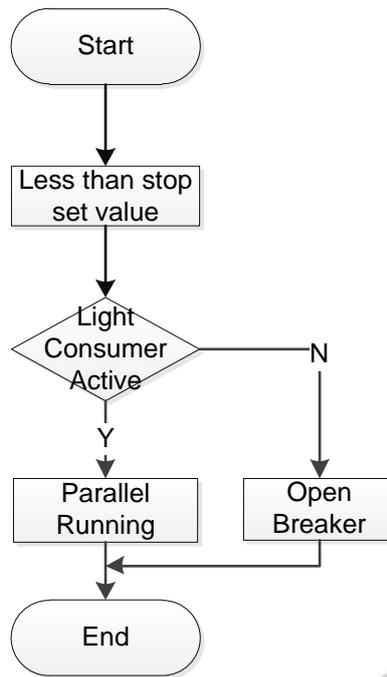 Start
Less than stop
set value
Light
Consumer
Active
N
Y
Parallel
Running
Open
Breaker
End